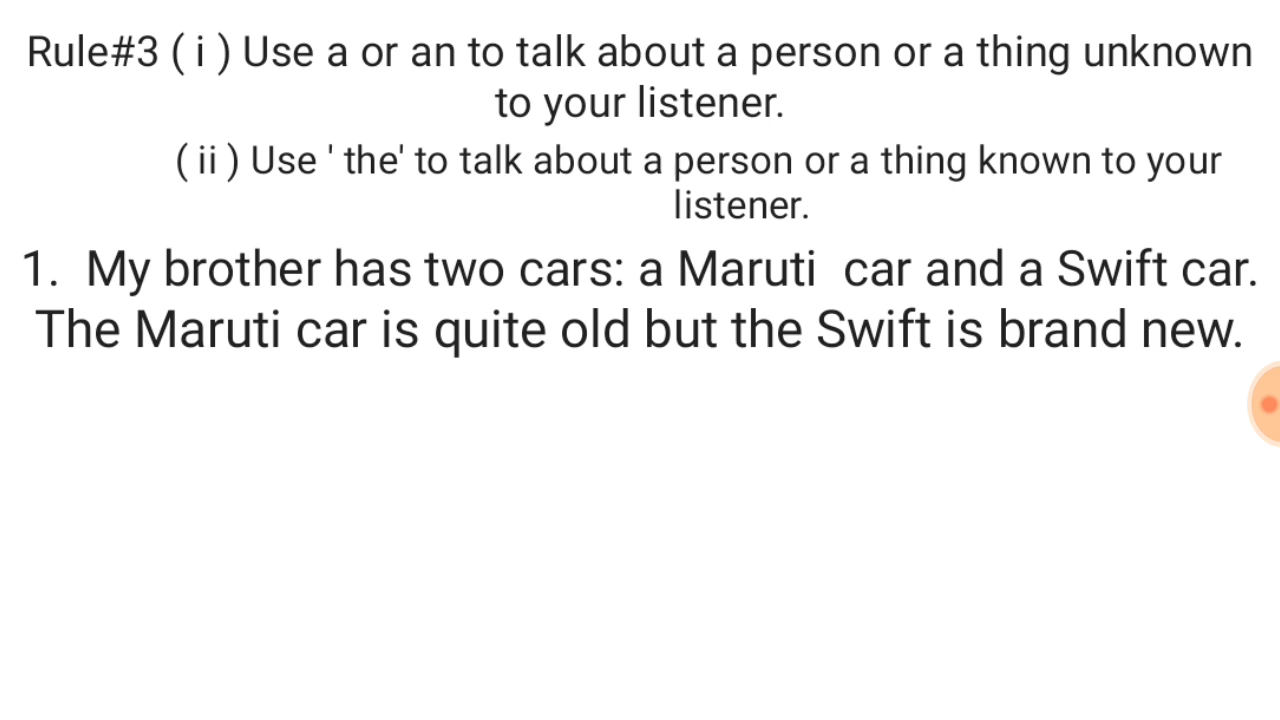 Rule#3 ( i ) Use a or an to talk about a person or a thing unknown
to your listener.
( ii ) Use ' the' to talk about a person or a thing known to your
listener.
1.  My brother has two cars: a Maruti  car and a Swift car.
The Maruti car is quite old but the Swift is brand new.